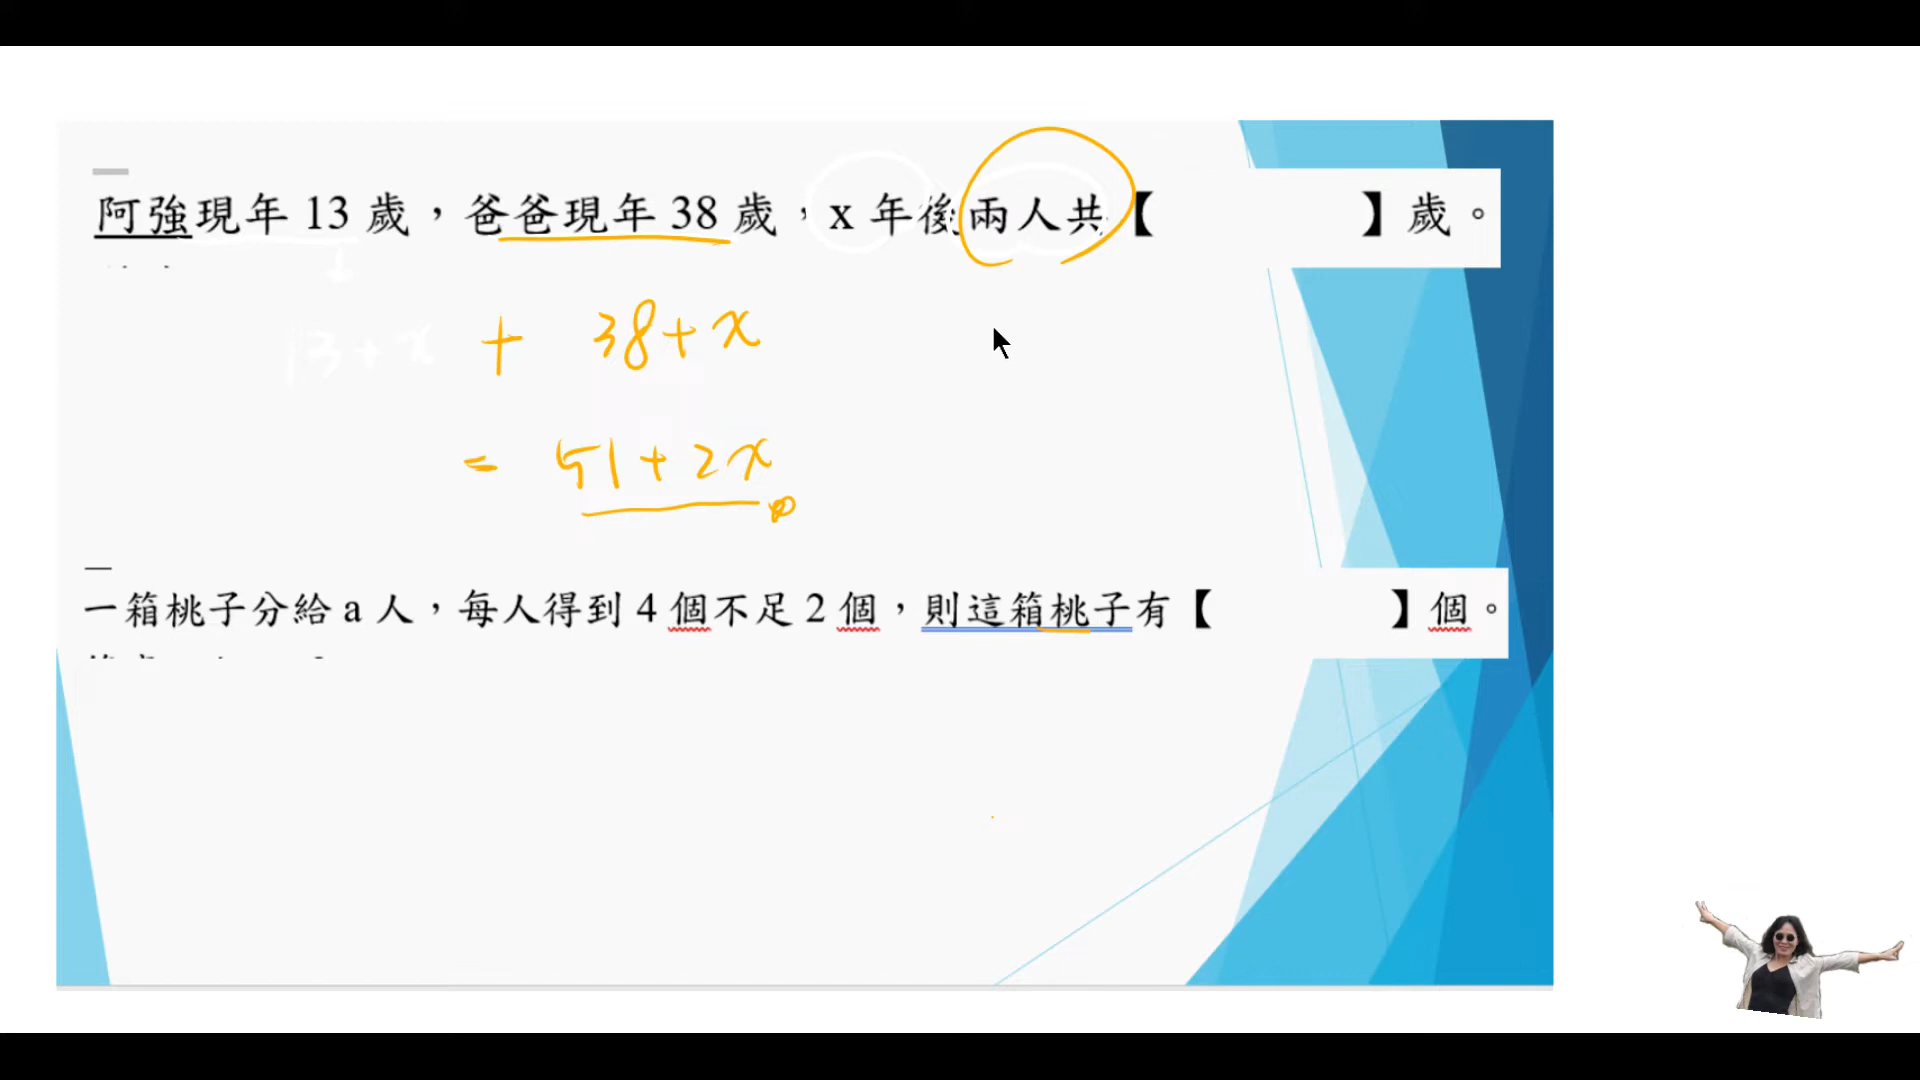 阿強現年 13 歲，爸爸現年 38 歲，x 年後兩人共【 】歲。
13+x + 38+x
= 51+2x
一箱桃子分給 a 人，每人得到 4 個不足 2 個，則這箱桃子有【 】個。